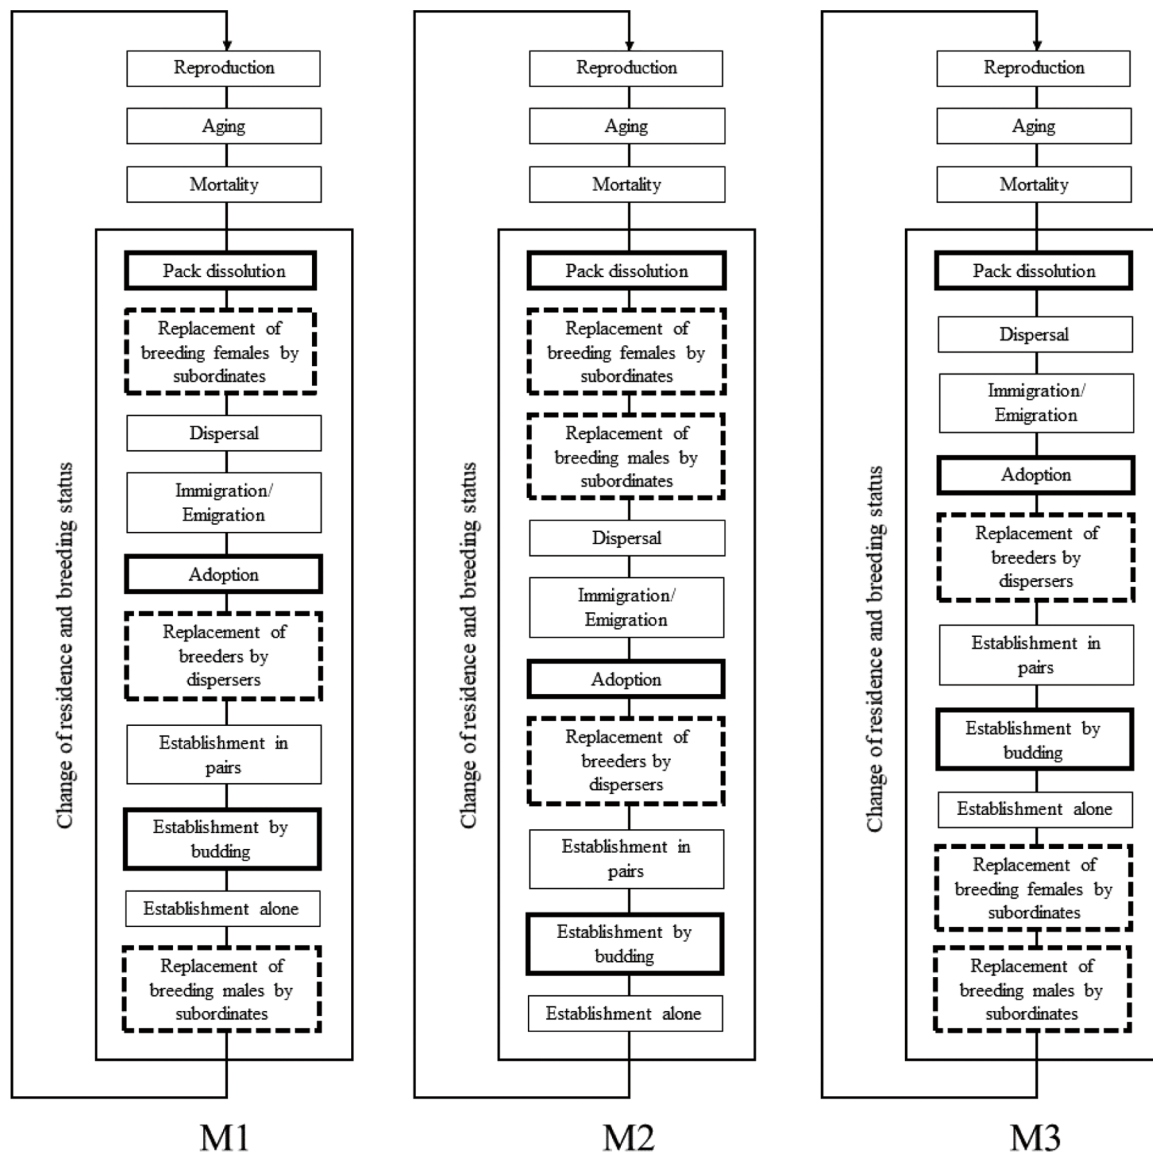 Reproduction
Aging
Mortality
Change of residence and breeding status
Pack dissolution
Replacement of
breeding females by
subordinates
Dispersal
Immigration/
Emigration
Adoption
Replacement of
breeders by
dispersers
Establishment in
pairs
Establishment by
budding
Establishment alone
Replacement of
breeding males by
subordinates
M1
Reproduction
Aging
Mortality
Change of residence and breeding status
Pack dissolution
Replacement of
breeding females by
subordinates
Replacement of
breeding males by
subordinates
Dispersal
Immigration/
Emigration
Adoption
Replacement of
breeders by
dispersers
Establishment in
pairs
Establishment by
budding
Establishment alone
M2
Reproduction
Aging
Mortality
Change of residence and breeding status
Pack dissolution
Dispersal
Immigration/
Emigration
Adoption
Replacement of
breeders by
dispersers
Establishment in
pairs
Establishment by
budding
Establishment alone
Replacement of
breeding females by
subordinates
Replacement of
breeding males by
subordinates
M3